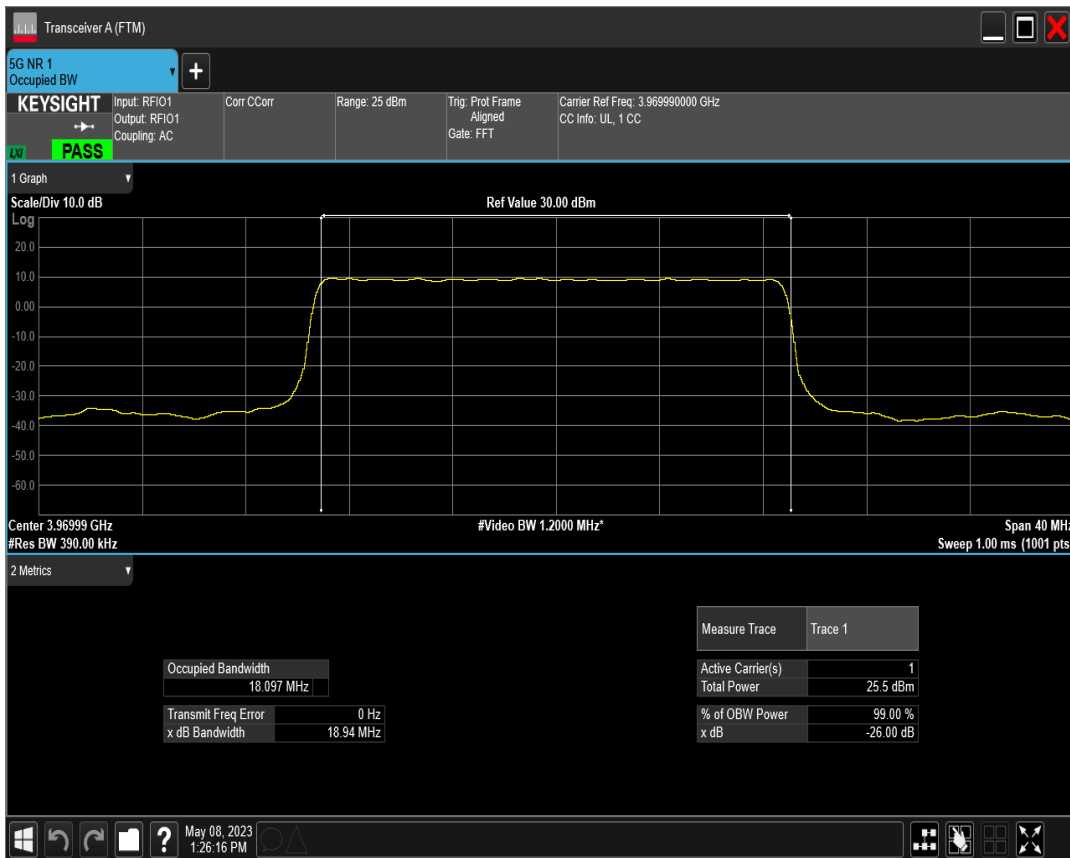 Transceiver A (FTM)
5G NR 1
Occupied BW
+
KEYSIGHT
LXI
PASS
Input: RFIO1
Output: RFIO1
Coupling: AC
Corr CCorr
Range: 25 dBm
Trig: Prot Frame
Aligned
Gate: FFT
Carrier Ref Freq: 3.969990000 GHz
CC Info: UL, 1 CC
1 Graph
Scale/Div 10.0 dB
Ref Value 30.00 dBm
Log
20.0
10.0
0.00
-10.0
-20.0
-30.0
-40.0
-50.0
-60.0
Center 3.96999 GHz
#Video BW 1.2000 MHz*
Span 40 MHz
#Res BW 390.00 kHz
Sweep 1.00 ms (1001 pts
2 Metrics
Measure Trace Trace 1
Occupied Bandwidth
18.097 MHz
Active Carrier(s) 1
Total Power 25.5 dBm
Transmit Freq Error 0 Hz
x dB Bandwidth 18.94 MHz
% of OBW Power 99.00 %
x dB -26.00 dB
?
May 08, 2023
1:26:16 PM